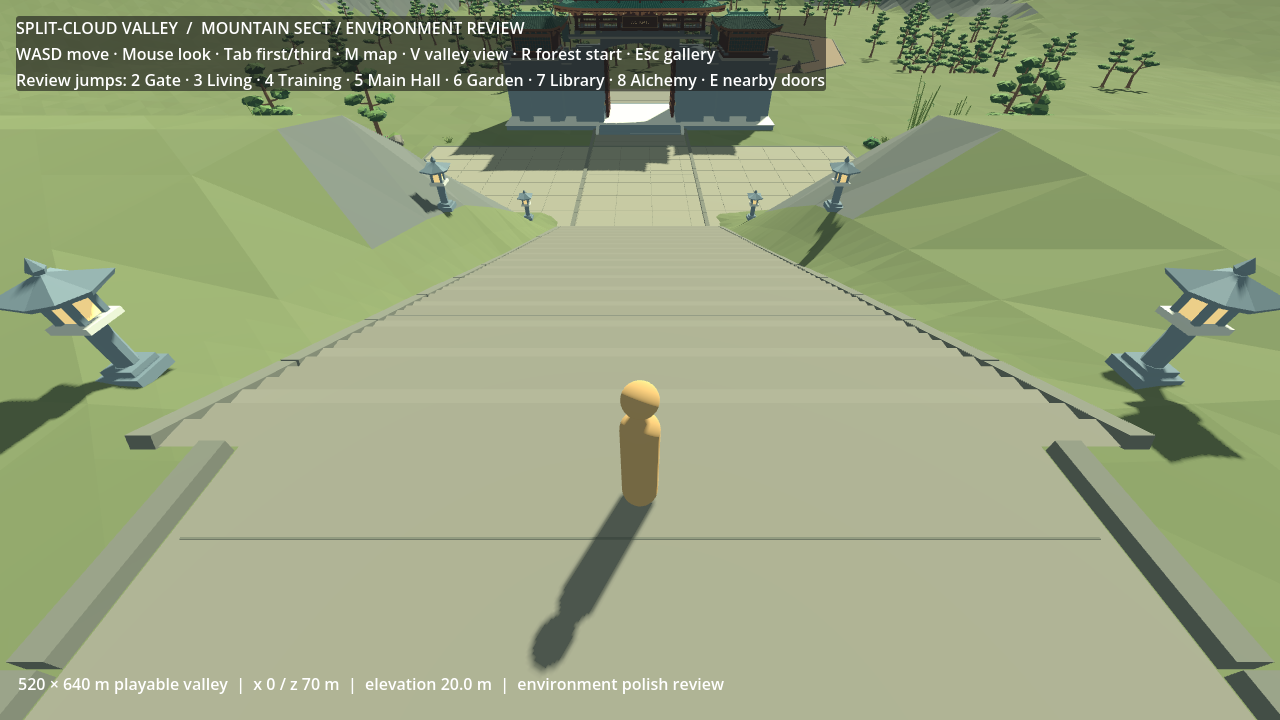 SPLIT-CLOUD VALLEY / MOUNTAIN SECT / ENVIRONMENT REVIEW
WASD move · Mouse look · Tab first/third · M map · V valley view · R forest start · Esc gallery
Review jumps: 2 Gate · 3 Living · 4 Training · 5 Main Hall · 6 Garden · 7 Library · 8 Alchemy · E nearby doors
520 × 640 m playable valley | x 0 / z 70 m | elevation 20.0 m | environment polish review